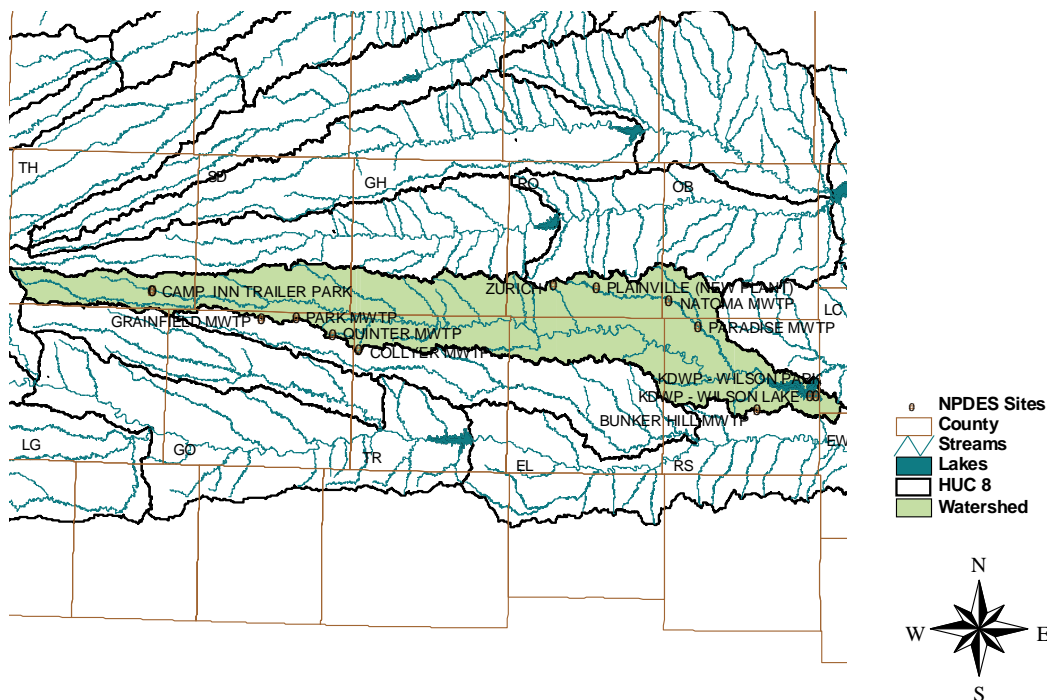 TH
SD
GH
RO
OB
ZURICH
PLAINVILLE (NEW PLANT)
CAMP INN TRAILER PARK
NATOMA MWTP
LC
GRAINFIELD MWTP
PARK MWTP
PARADISE MWTP
QUINTER MWTP
COLLYER MWTP
KDWP - WILSON PARK
KDWP - WILSON LAKE
BUNKER HILL MWTP
LG
GO
TR
EL
RS
EW
NPDES Sites
County
Streams
Lakes
HUC 8
Watershed
N
W
E
S